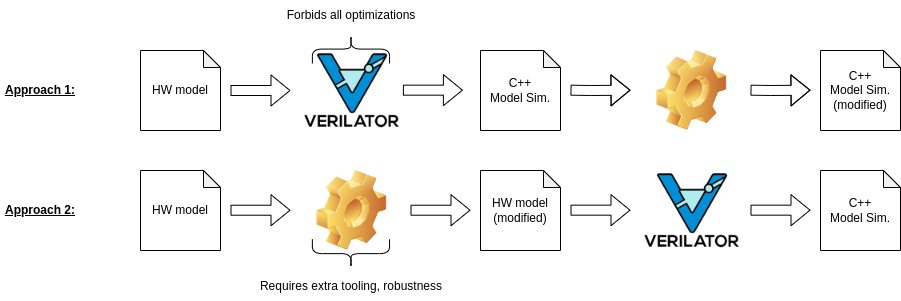 Forbids all optimizations
Approach 1:
HW model
VERILATOR
C++
Model Sim.
C++
Model Sim.
(modified)
Approach 2:
HW model
HW model
(modified)
VERILATOR
C++
Model Sim.
Requires extra tooling, robustness